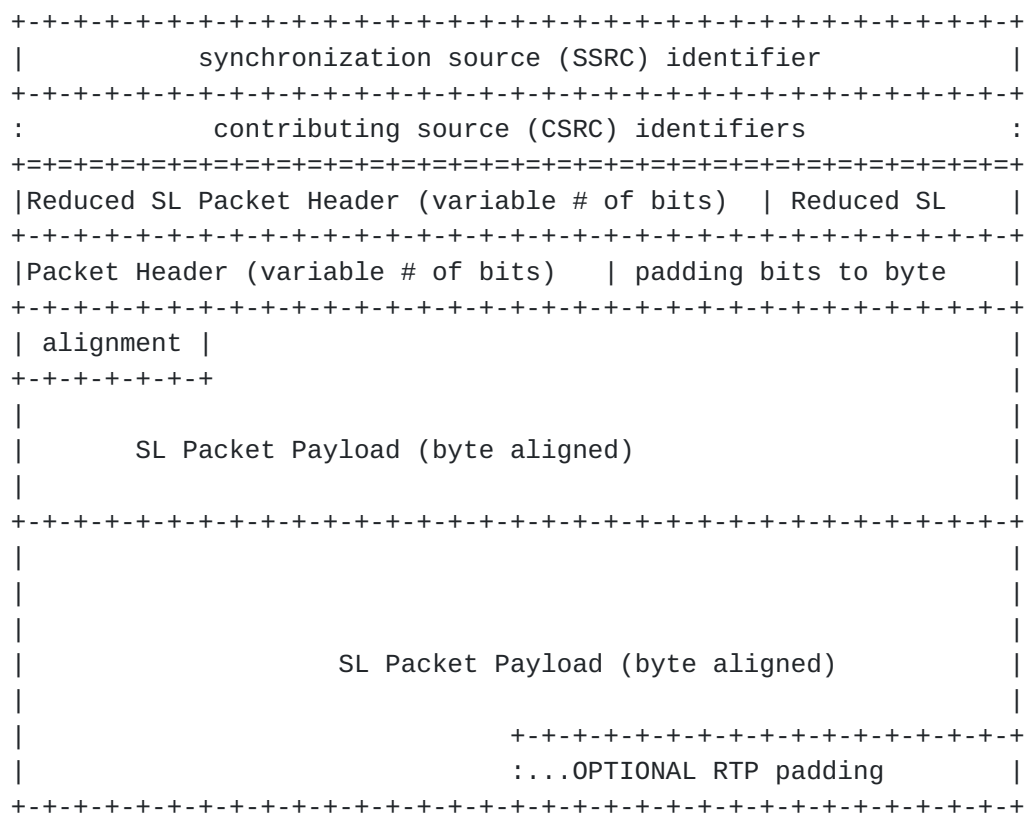 +-+-+-+-+-+-+-+-+-+-+-+-+-+-+-+-+-+-+-+-+-+-+-+-+-+-+-+-+-+-+-+-+
|           synchronization source (SSRC) identifier            |
+-+-+-+-+-+-+-+-+-+-+-+-+-+-+-+-+-+-+-+-+-+-+-+-+-+-+-+-+-+-+-+-+
:            contributing source (CSRC) identifiers             :
+=+=+=+=+=+=+=+=+=+=+=+=+=+=+=+=+=+=+=+=+=+=+=+=+=+=+=+=+=+=+=+=+
|Reduced SL Packet Header (variable # of bits)  | Reduced SL    |
+-+-+-+-+-+-+-+-+-+-+-+-+-+-+-+-+-+-+-+-+-+-+-+-+-+-+-+-+-+-+-+-+
|Packet Header (variable # of bits)   | padding bits to byte    |
+-+-+-+-+-+-+-+-+-+-+-+-+-+-+-+-+-+-+-+-+-+-+-+-+-+-+-+-+-+-+-+-+
| alignment |                                                   |
+-+-+-+-+-+-+                                                   |
|                                                               |
|       SL Packet Payload (byte aligned)                        |
|                                                               |
+-+-+-+-+-+-+-+-+-+-+-+-+-+-+-+-+-+-+-+-+-+-+-+-+-+-+-+-+-+-+-+-+
|                                                               |
|                                                               |
|                                                               |
|                    SL Packet Payload (byte aligned)           |
|                                                               |
|                               +-+-+-+-+-+-+-+-+-+-+-+-+-+-+-+-+
|                               :...OPTIONAL RTP padding        |
+-+-+-+-+-+-+-+-+-+-+-+-+-+-+-+-+-+-+-+-+-+-+-+-+-+-+-+-+-+-+-+-+